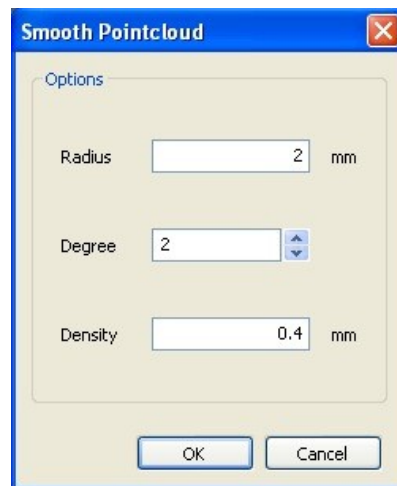 Smooth Pointcloud
Options
Radius 2 mm
Degree 2
Density 0.4 mm
OK Cancel